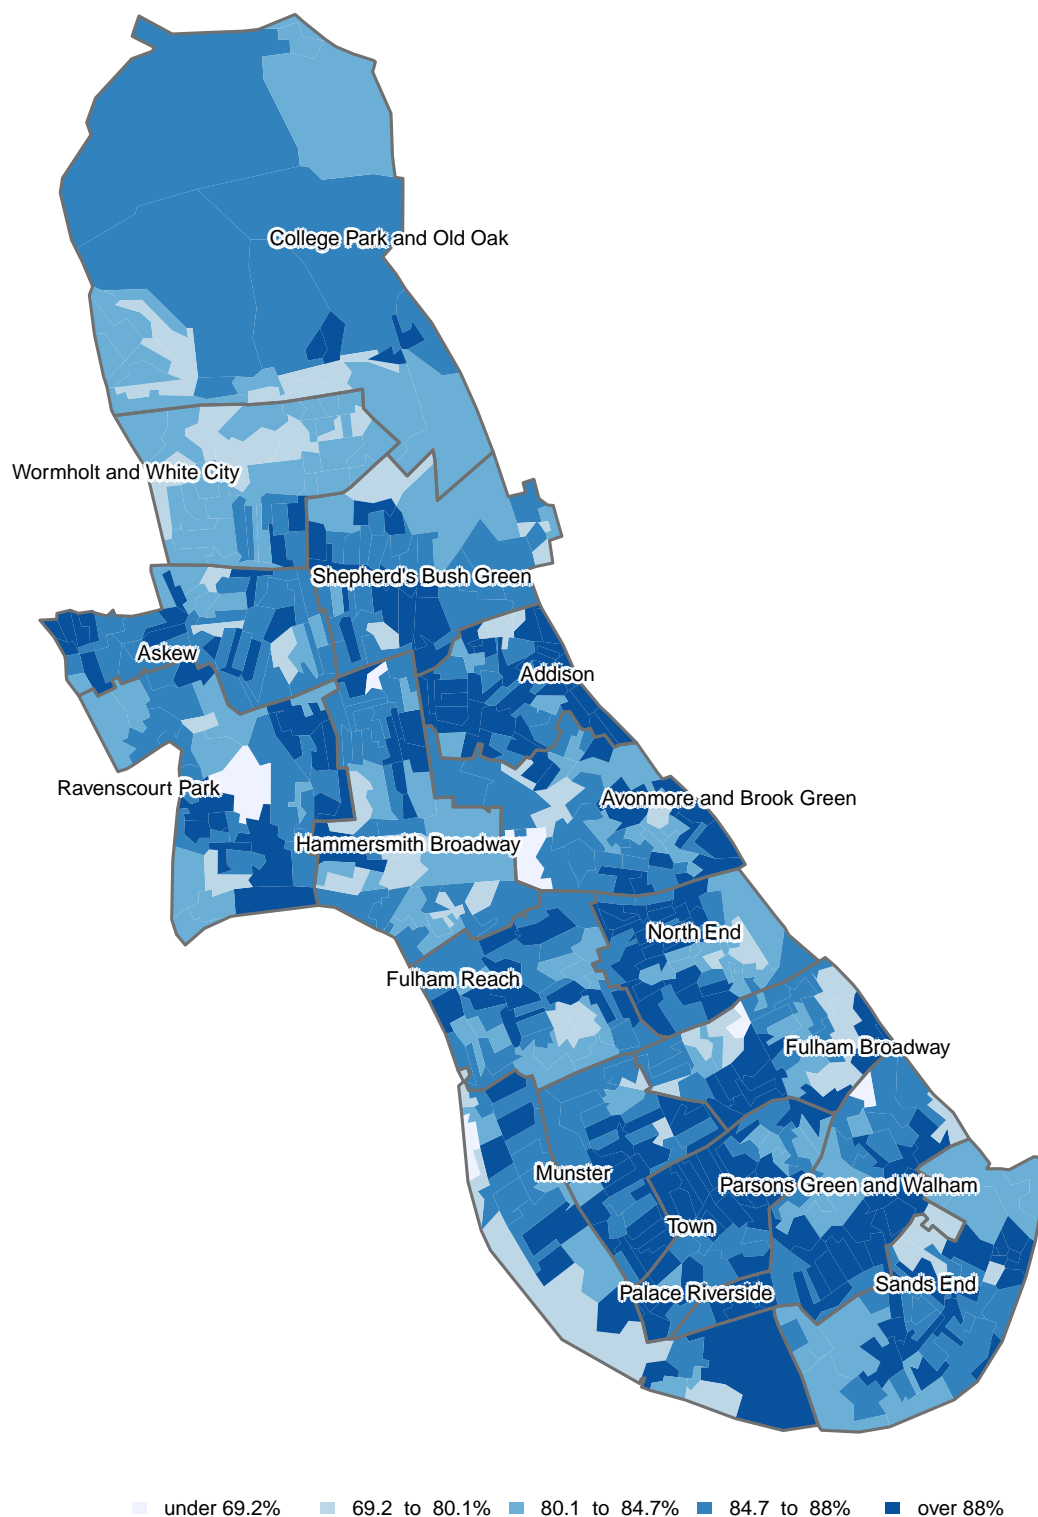 College Park and Old Oak
Wormholt and White City
Shepherd's Bush Green
Askew
Addison
Ravenscourt Park
Avonmore and Brook Green
Hammersmith Broadway
North End
Fulham Reach
Fulham Broadway
Munster
Parsons Green and Walham
Town
Sands End
Palace Riverside
under 69.2% 69.2 to 80.1% 80.1 to 84.7% 84.7 to 88% over 88%